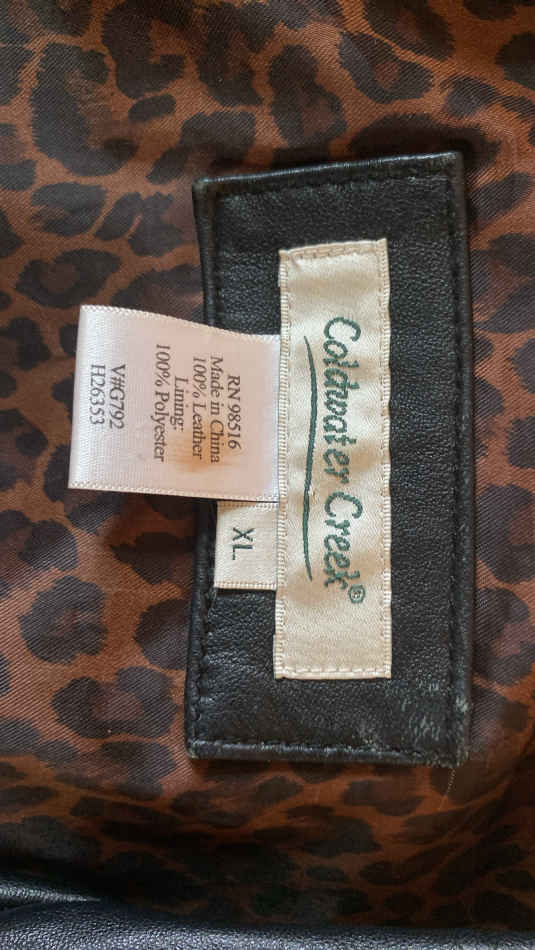 Coldwater Creek®
XL
RN 98516
Made in China
100% Leather
Lining:
100% Polyester
V#G792
H26353